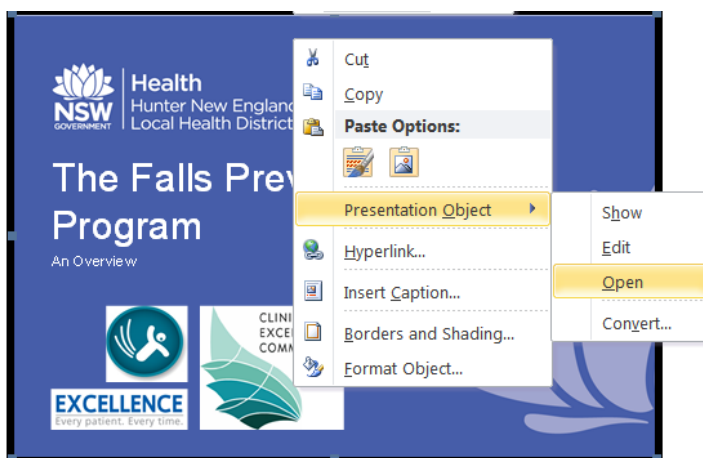 Health
Hunter New England
Local Health District
NSW
GOVERNMENT
The Falls
Program
An Overview
CLINI
EXCE
COMM
EXCELLENCE
Every patient. Every time.
Cut
Copy
Paste Options:
Presentation Object
Hyperlink...
Insert Caption...
Borders and Shading...
Format Object...
Show
Edit
Open
Convert...